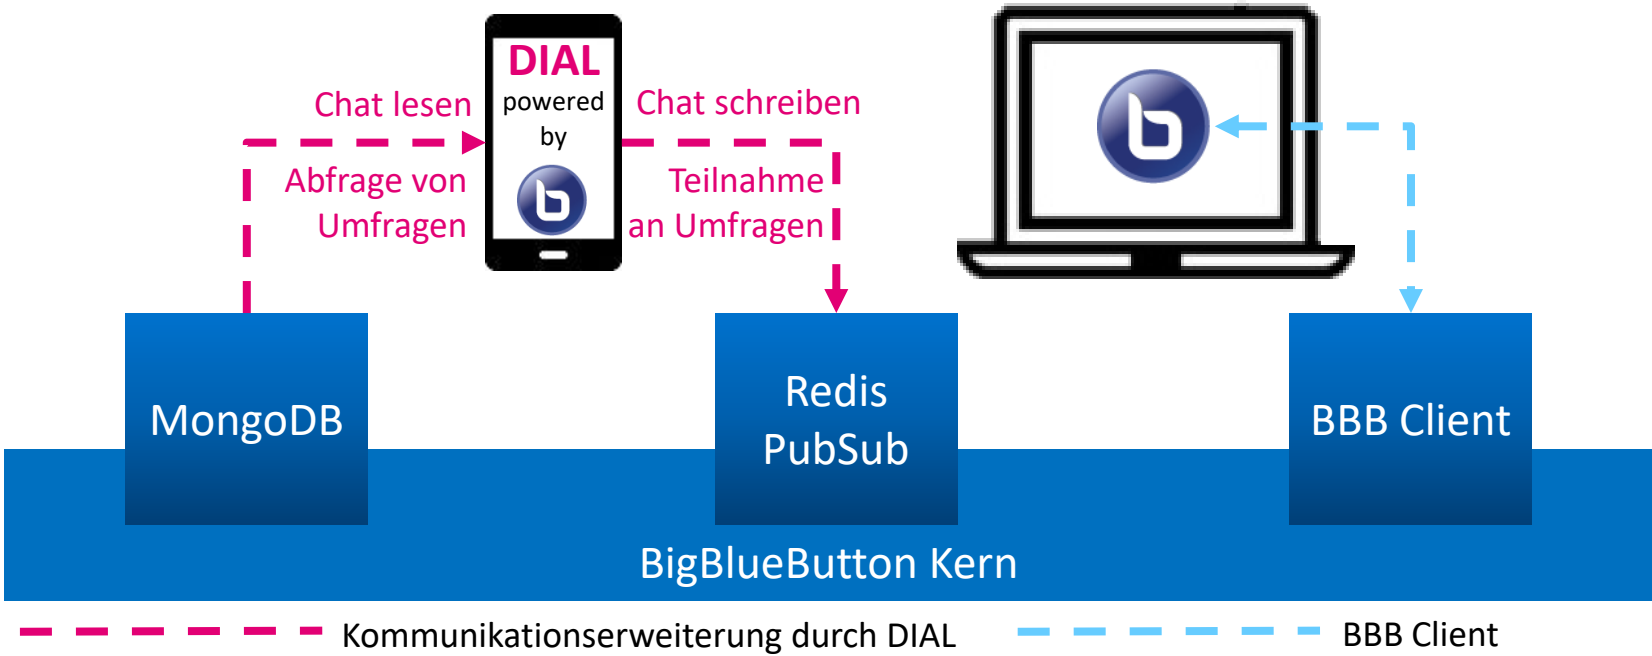 DIAL
powered
by
Chat lesen
Abfrage von
Umfragen
Chat schreiben
Teilnahme
an Umfragen
MongoDB
Redis
PubSub
BBB Client
BigBlueButton Kern
Kommunikationserweiterung durch DIAL
BBB Client